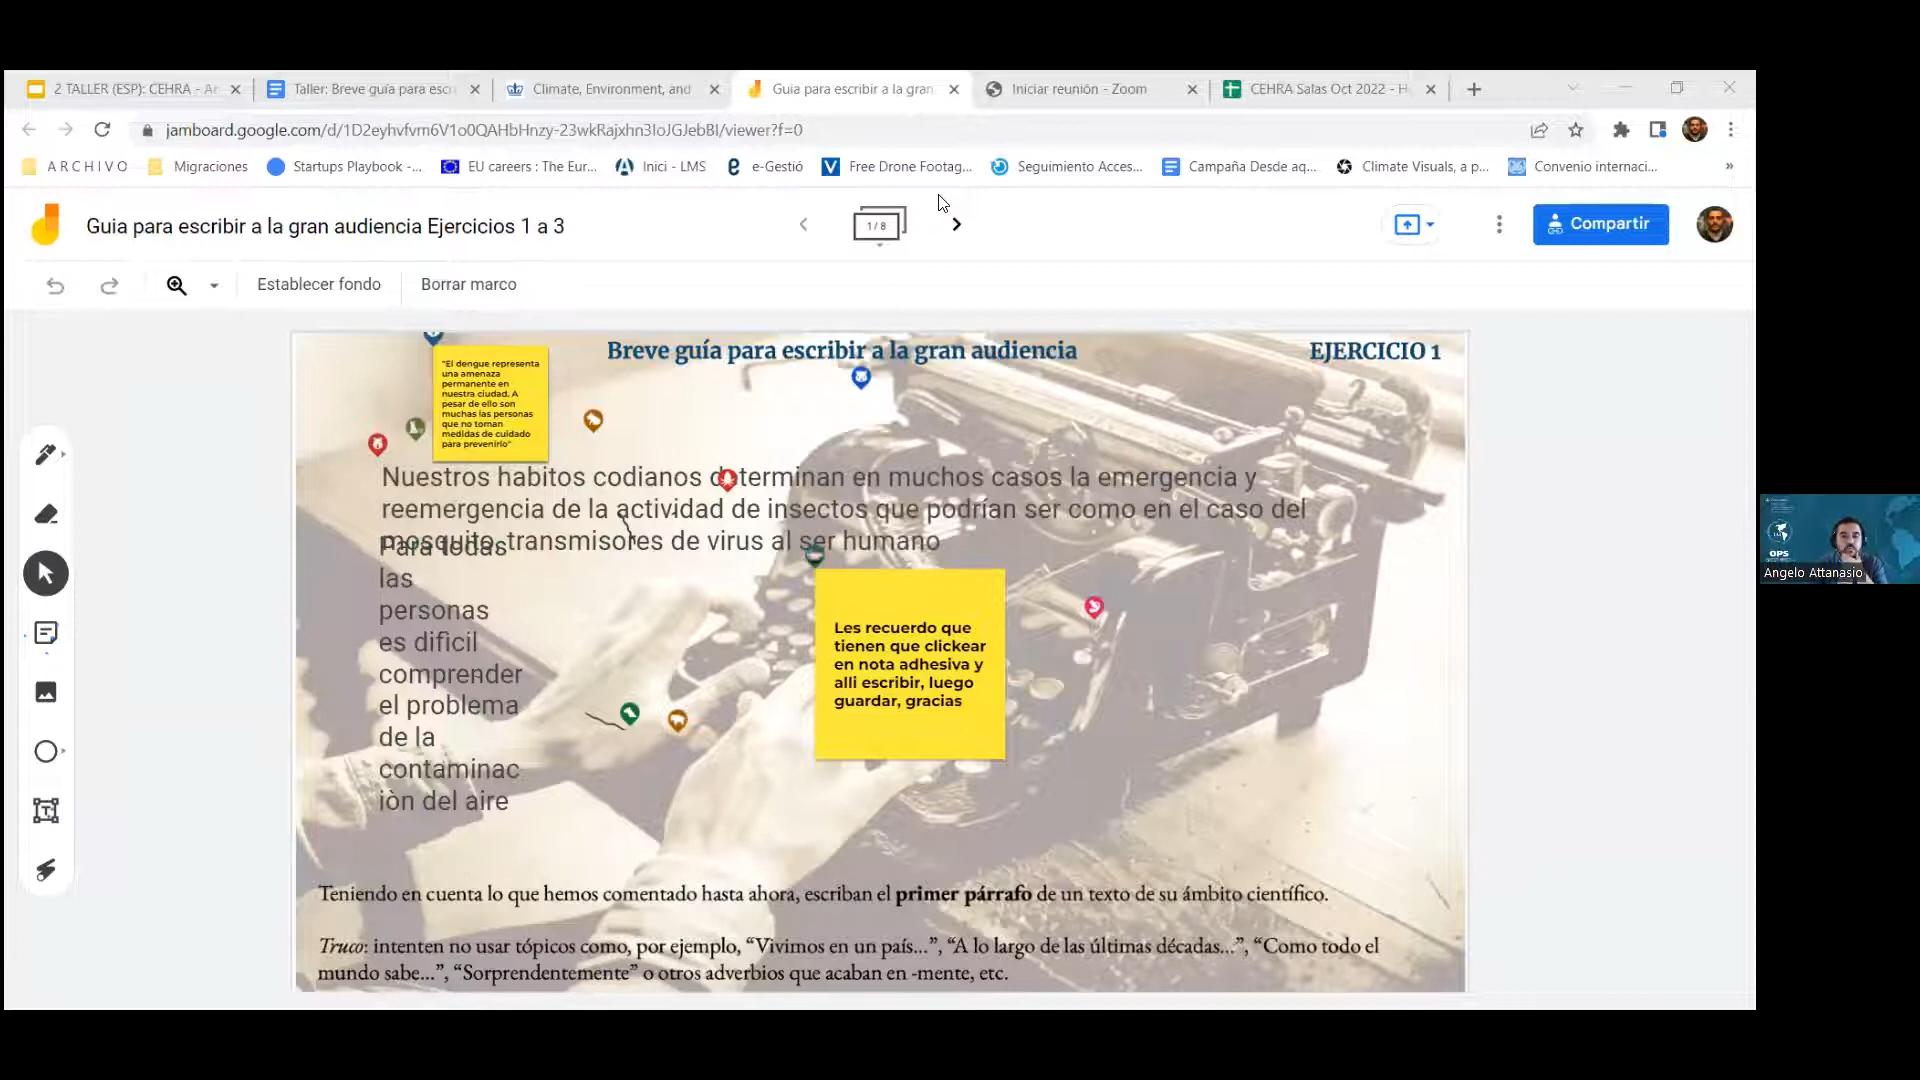 2 TALLER (ESP): CEHRA - Ar
Taller: Breve guía para escri
Climate, Environment, and
Guia para escribir a la gran
Iniciar reunión - Zoom
CEHRA Salas Oct 2022 - H
jamboard.google.com/d/1D2eyhvfvm6V1o0QAHbHnzy-23wkRajxhn3IoJGJebBI/viewer?f=0
A R C H I V O
Migraciones
Startups Playbook -...
EU careers : The Eur...
Inici - LMS
e-Gestió
Free Drone Footag...
Seguimiento Acces...
Campaña Desde aq...
Climate Visuals, a p...
Convenio internaci...
»
Guia para escribir a la gran audiencia Ejercicios 1 a 3
1 / 8
Compartir
Establecer fondo
Borrar marco
Breve guía para escribir a la gran audiencia
EJERCICIO 1
"El dengue representa
una amenaza
permanente en
nuestra ciudad. A
pesar de ello son
muchas las personas
que no toman
medidas de cuidado
para prevenirlo"
Nuestros habitos codianos determinan en muchos casos la emergencia y
reemergencia de la actividad de insectos que podrían ser como en el caso del
mosquito transmisores de virus al ser humano
Para todas
las
personas
es dificil
comprender
el problema
de la
contaminac
iòn del aire
Les recuerdo que
tienen que clickear
en nota adhesiva y
alli escribir, luego
guardar, gracias
Teniendo en cuenta lo que hemos comentado hasta ahora, escriban el primer párrafo de un texto de su ámbito científico.
Truco: intenten no usar tópicos como, por ejemplo, “Vivimos en un país...”, “A lo largo de las últimas décadas...”, “Como todo el
mundo sabe...”, “Sorprendentemente” o otros adverbios que acaban en -mente, etc.
OPS
Angelo Attanasio